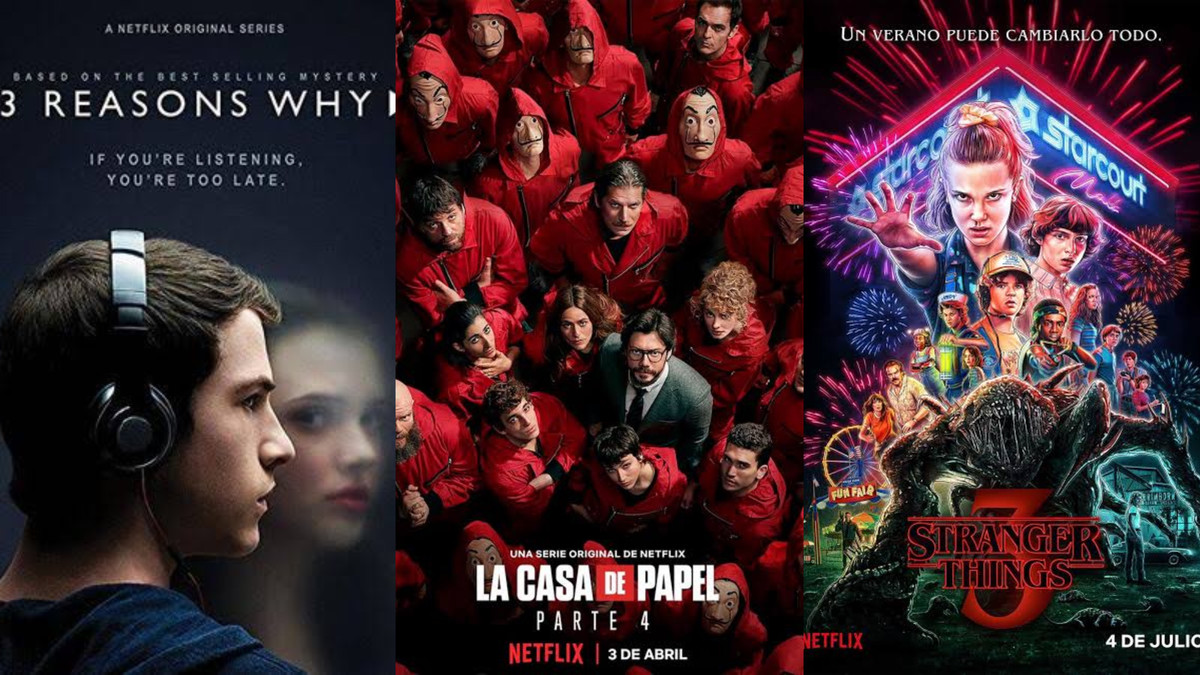 A NETFLIX ORIGINAL SERIES
BASED ON THE BEST SELLING MYSTERY
3 REASONS WHY
IF YOU'RE LISTENING,
YOU'RE TOO LATE.
UNA SERIE ORIGINAL DE NETFLIX
LA CASA DE PAPEL
PARTE 4
NETFLIX | 3 DE ABRIL
UN VERANO PUEDE CAMBIARLO TODO.
starcourt
Mall
FUN FAIR
3
STRANGER
THINGS
NETFLIX
4 DE JULIO